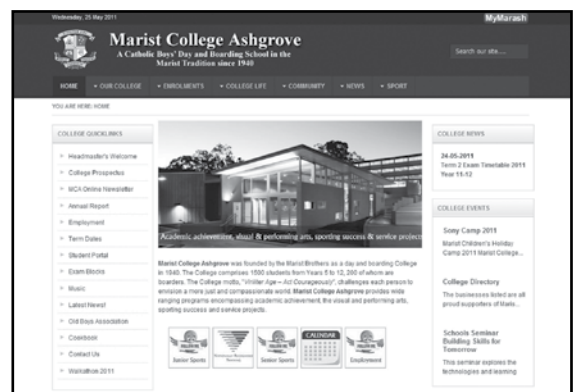 Wednesday, 25 May 2011
MyMarash
Marist College Ashgrove
A Catholic Boys' Day and Boarding School in the
Marist Tradition since 1940
Search our site....
HOME
OUR COLLEGE
ENROLMENTS
COLLEGE LIFE
COMMUNITY
NEWS
SPORT
YOU ARE HERE: HOME
COLLEGE QUICKLINKS
Headmaster's Welcome
College Prospectus
MCA Online Newsletter
Annual Report
Employment
Term Dates
Student Portal
Exam Blocks
Music
Latest News!
Old Boys Association
Cookbook
Contact Us
Walkathon 2011
Academic achievement, visual & performing arts, sporting success & service projects
Marist College Ashgrove was founded by the Marist Brothers as a day and boarding College
in 1940. The College comprises 1500 students from Years 5 to 12, 200 of whom are
boarders. The College motto, "Viriliter Age – Act Courageously", challenges each person to
envision a more just and compassionate world. Marist College Ashgrove provides wide
ranging programs encompassing academic achievement, the visual and performing arts,
sporting success and service projects.
Junior Sports
Senior Sports
CALENDAR
Employment
COLLEGE NEWS
24-05-2011
Term 2 Exam Timetable 2011
Year 11-12
COLLEGE EVENTS
Sony Camp 2011
Marist Children's Holiday
Camp 2011 Marist College...
College Directory
The businesses listed are all
proud supporters of Maris...
Schools Seminar
Building Skills for
Tomorrow
This seminar explores the
technologies and learning